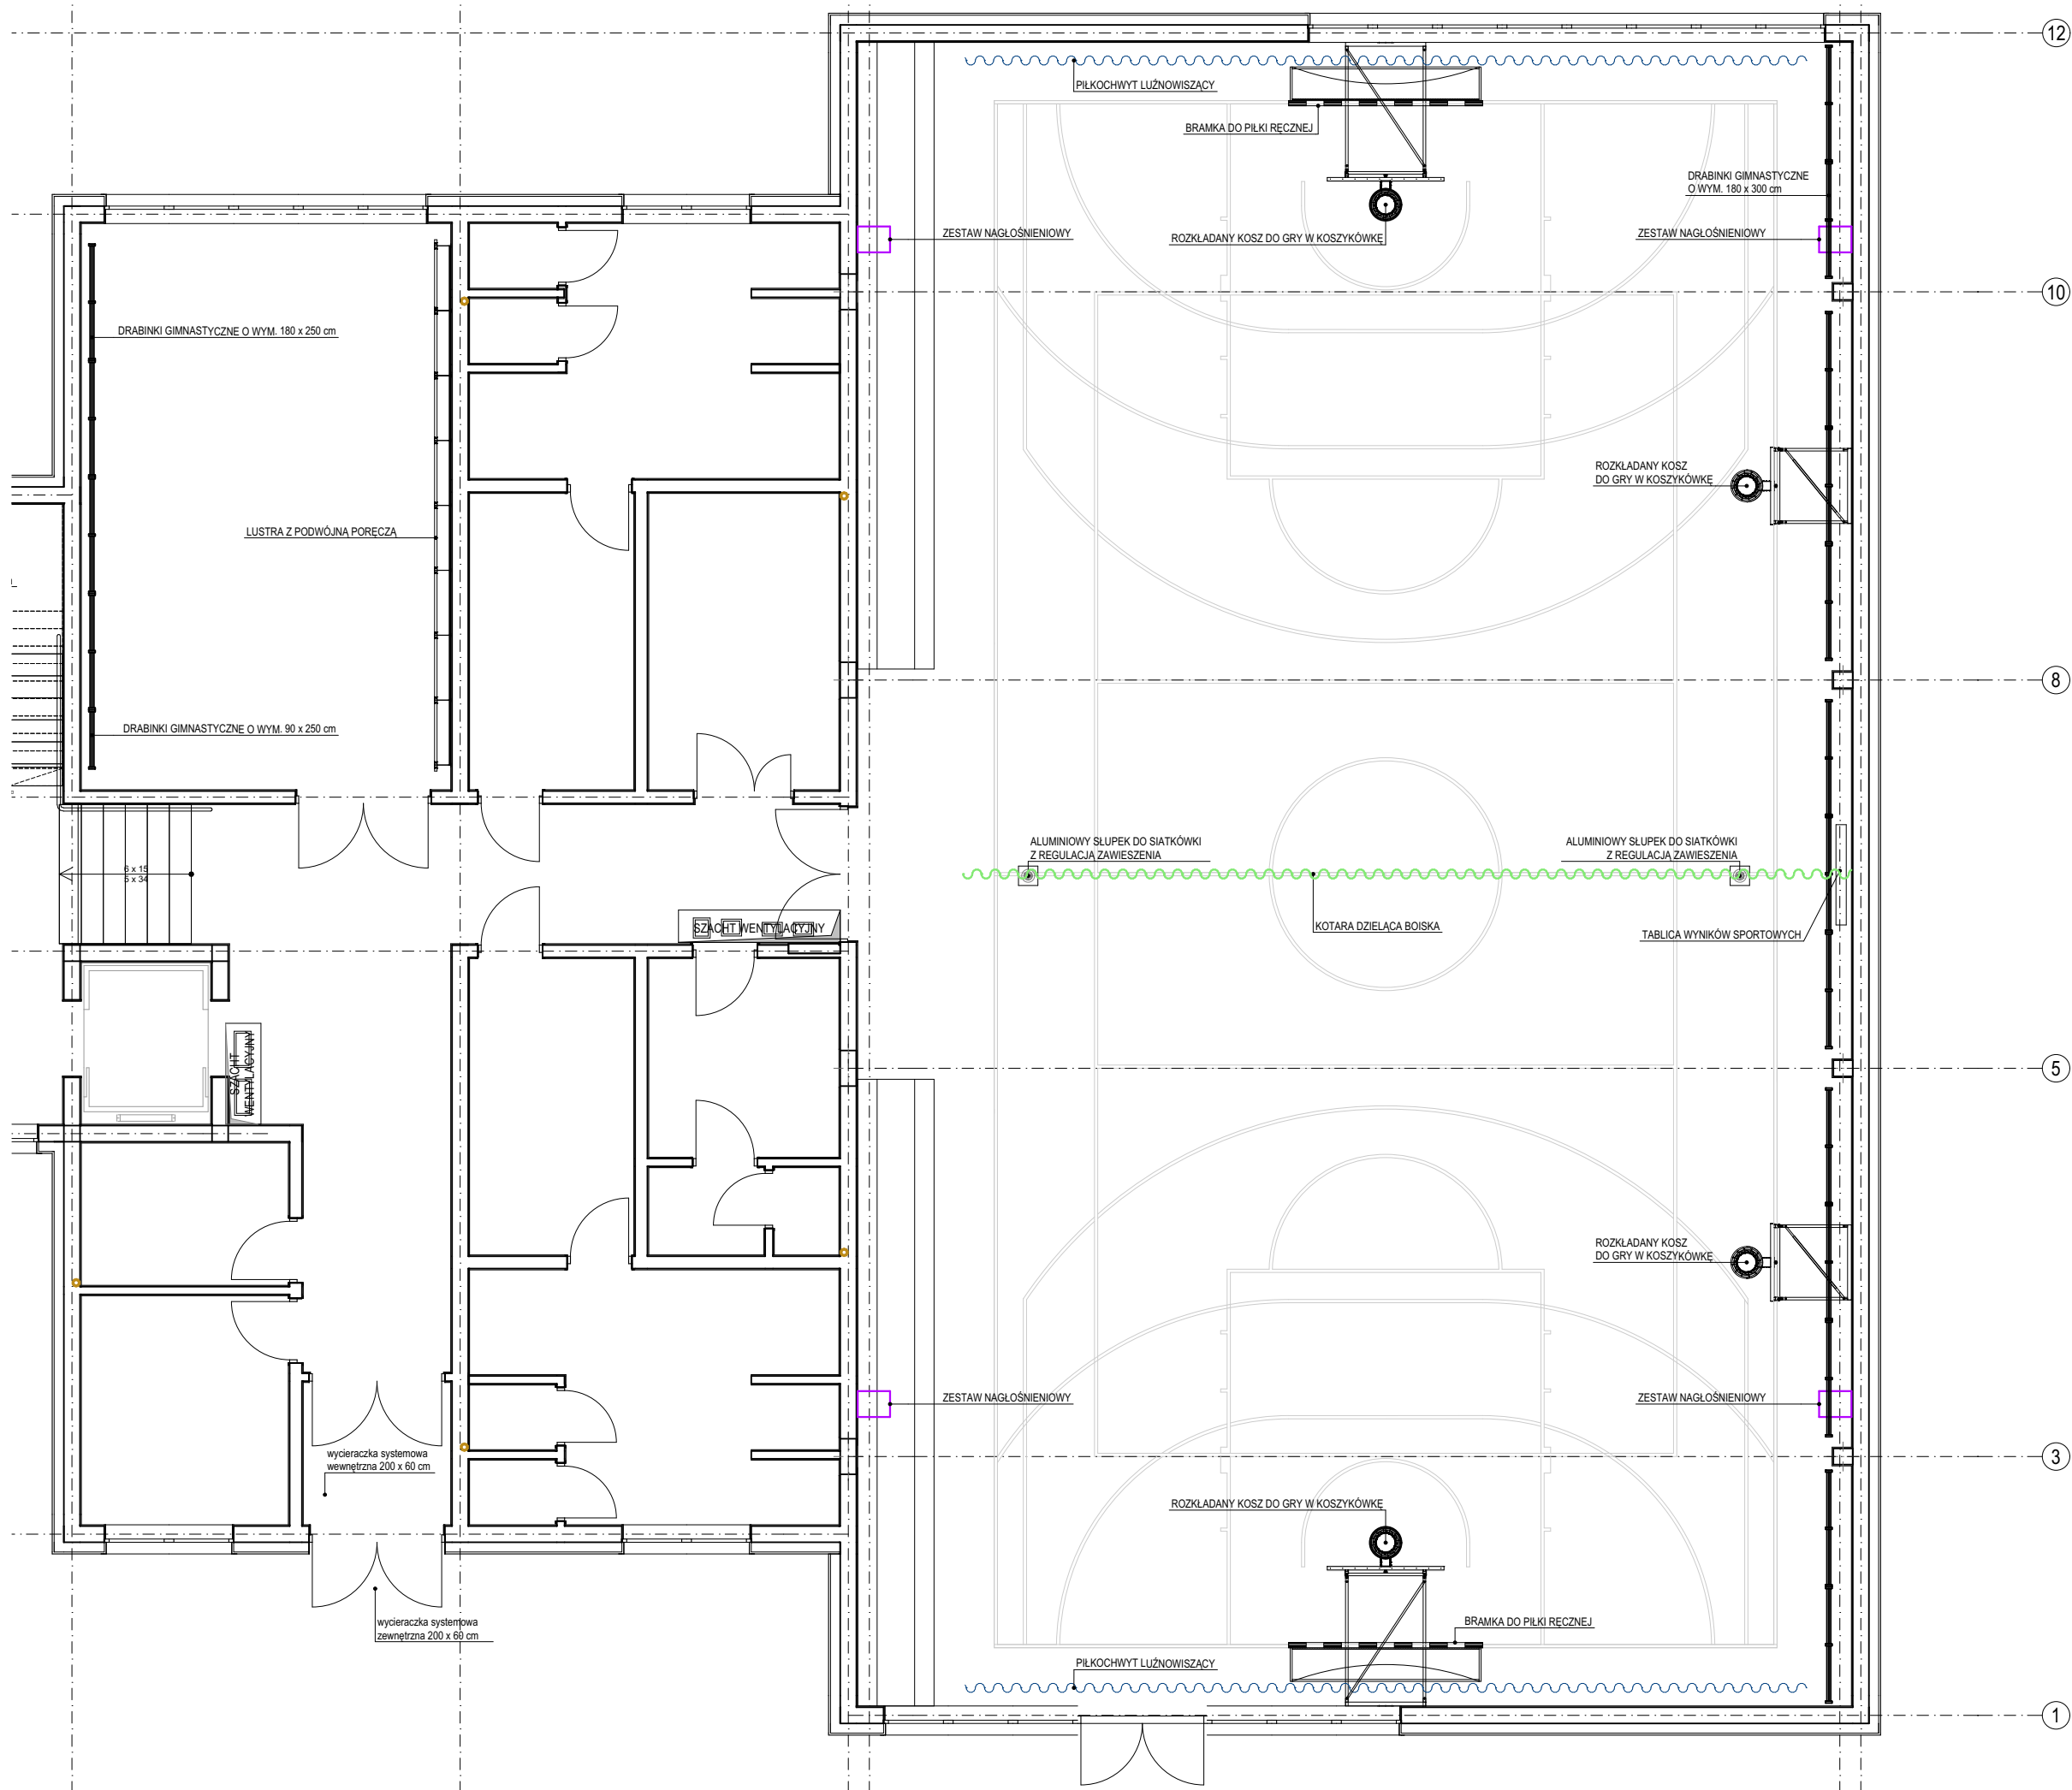 12
PIŁKOCHWYT LUŹNOWISZĄCY
BRAMKA DO PIŁKI RĘCZNEJ
DRABINKI GIMNASTYCZNE
O WYM. 180 x 300 cm
ZESTAW NAGŁOŚNIENIOWY
ROZKŁADANY KOSZ DO GRY W KOSZYKÓWKĘ
ZESTAW NAGŁOŚNIENIOWY
10
DRABINKI GIMNASTYCZNE O WYM. 180 x 250 cm
ROZKŁADANY KOSZ
DO GRY W KOSZYKÓWKĘ
LUSTRA Z PODWÓJNĄ PORĘCZĄ
8
DRABINKI GIMNASTYCZNE O WYM. 90 x 250 cm
ALUMINIOWY SŁUPEK DO SIATKÓWKI
Z REGULACJĄ ZAWIESZENIA
ALUMINIOWY SŁUPEK DO SIATKÓWKI
Z REGULACJĄ ZAWIESZENIA
6 x 15
5 x 34
SZACHT WENTYLACYJNY
KOTARA DZIELĄCA BOISKA
TABLICA WYNIKÓW SPORTOWYCH
SZACHT
WENTYLACYJNY
5
ROZKŁADANY KOSZ
DO GRY W KOSZYKÓWKĘ
ZESTAW NAGŁOŚNIENIOWY
ZESTAW NAGŁOŚNIENIOWY
wycieraczka systemowa
wewnętrzna 200 x 60 cm
3
ROZKŁADANY KOSZ DO GRY W KOSZYKÓWKĘ
wycieraczka systemowa
zewnętrzna 200 x 60 cm
BRAMKA DO PIŁKI RĘCZNEJ
PIŁKOCHWYT LUŹNOWISZĄCY
1